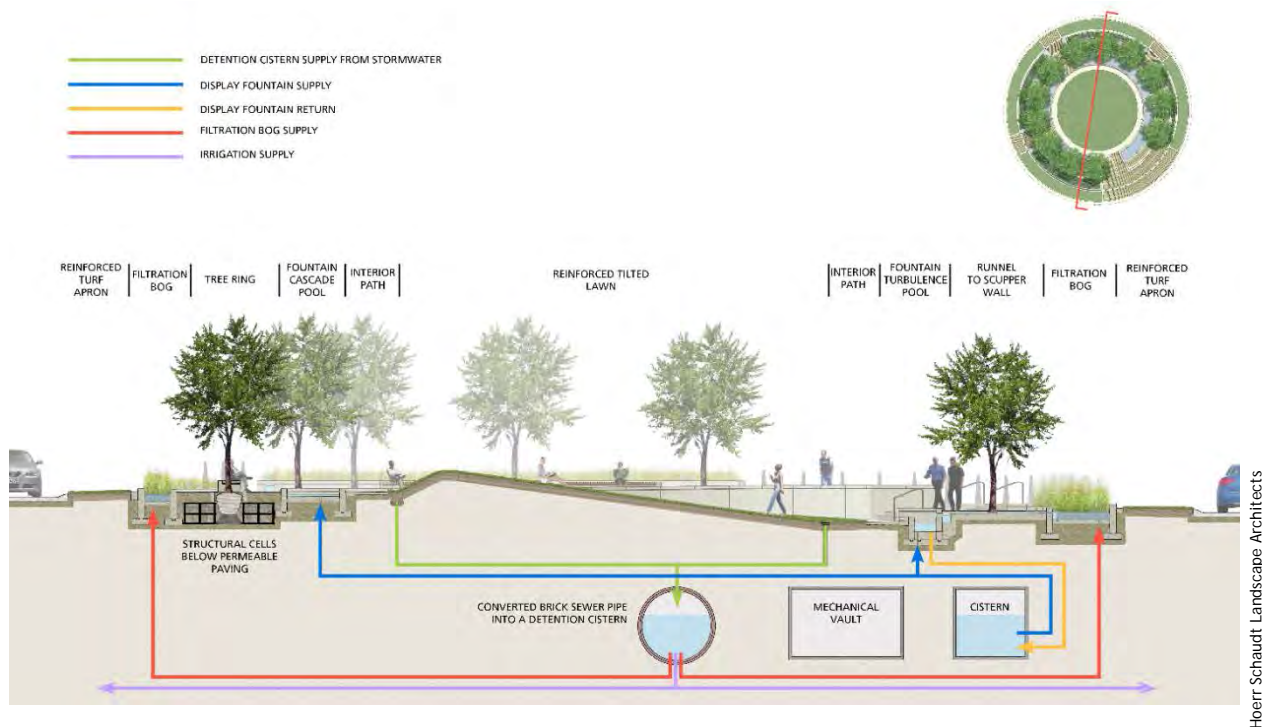 DETENTION CISTERN SUPPLY FROM STORMWATER
DISPLAY FOUNTAIN SUPPLY
DISPLAY FOUNTAIN RETURN
FILTRATION BOG SUPPLY
IRRIGATION SUPPLY
REINFORCED
TURF
APRON
FILTRATION
BOG
TREE RING
FOUNTAIN
CASCADE
POOL
INTERIOR
PATH
REINFORCED TILTED
LAWN
INTERIOR
PATH
FOUNTAIN
TURBULENCE
POOL
RUNNEL
TO SCUPPER
WALL
FILTRATION
BOG
REINFORCED
TURF
APRON
STRUCTURAL CELLS
BELOW PERMEABLE
PAVING
CONVERTED BRICK SEWER PIPE
INTO A DETENTION CISTERN
MECHANICAL
VAULT
CISTERN
Hoerr Schaudt Landscape Architects